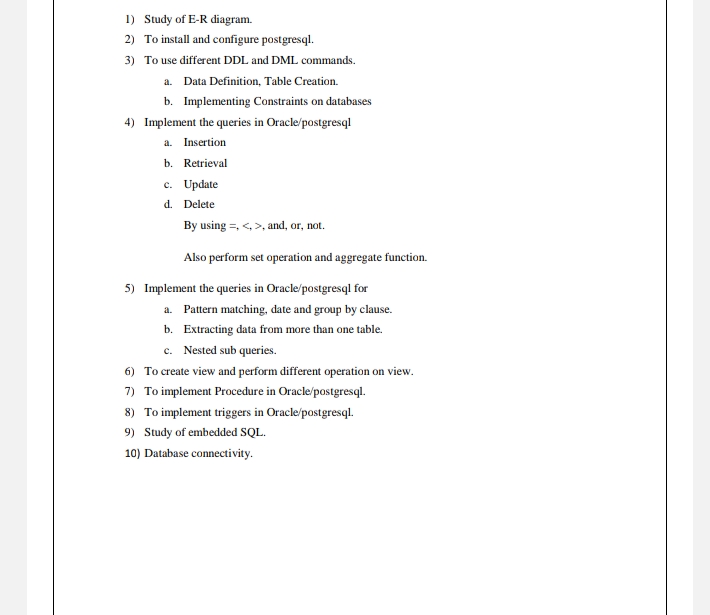 1) Study of E-R diagram.
2) To install and configure postgresql.
3) To use different DDL and DML commands.
a. Data Definition, Table Creation.
b. Implementing Constraints on databases
4) Implement the queries in Oracle/postgresql
a. Insertion
b. Retrieval
c. Update
d. Delete
By using =, <, >, and, or, not.
Also perform set operation and aggregate function.
5) Implement the queries in Oracle/postgresql for
a. Pattern matching, date and group by clause.
b. Extracting data from more than one table.
c. Nested sub queries.
6) To create view and perform different operation on view.
7) To implement Procedure in Oracle/postgresql.
8) To implement triggers in Oracle/postgresql.
9) Study of embedded SQL.
10) Database connectivity.